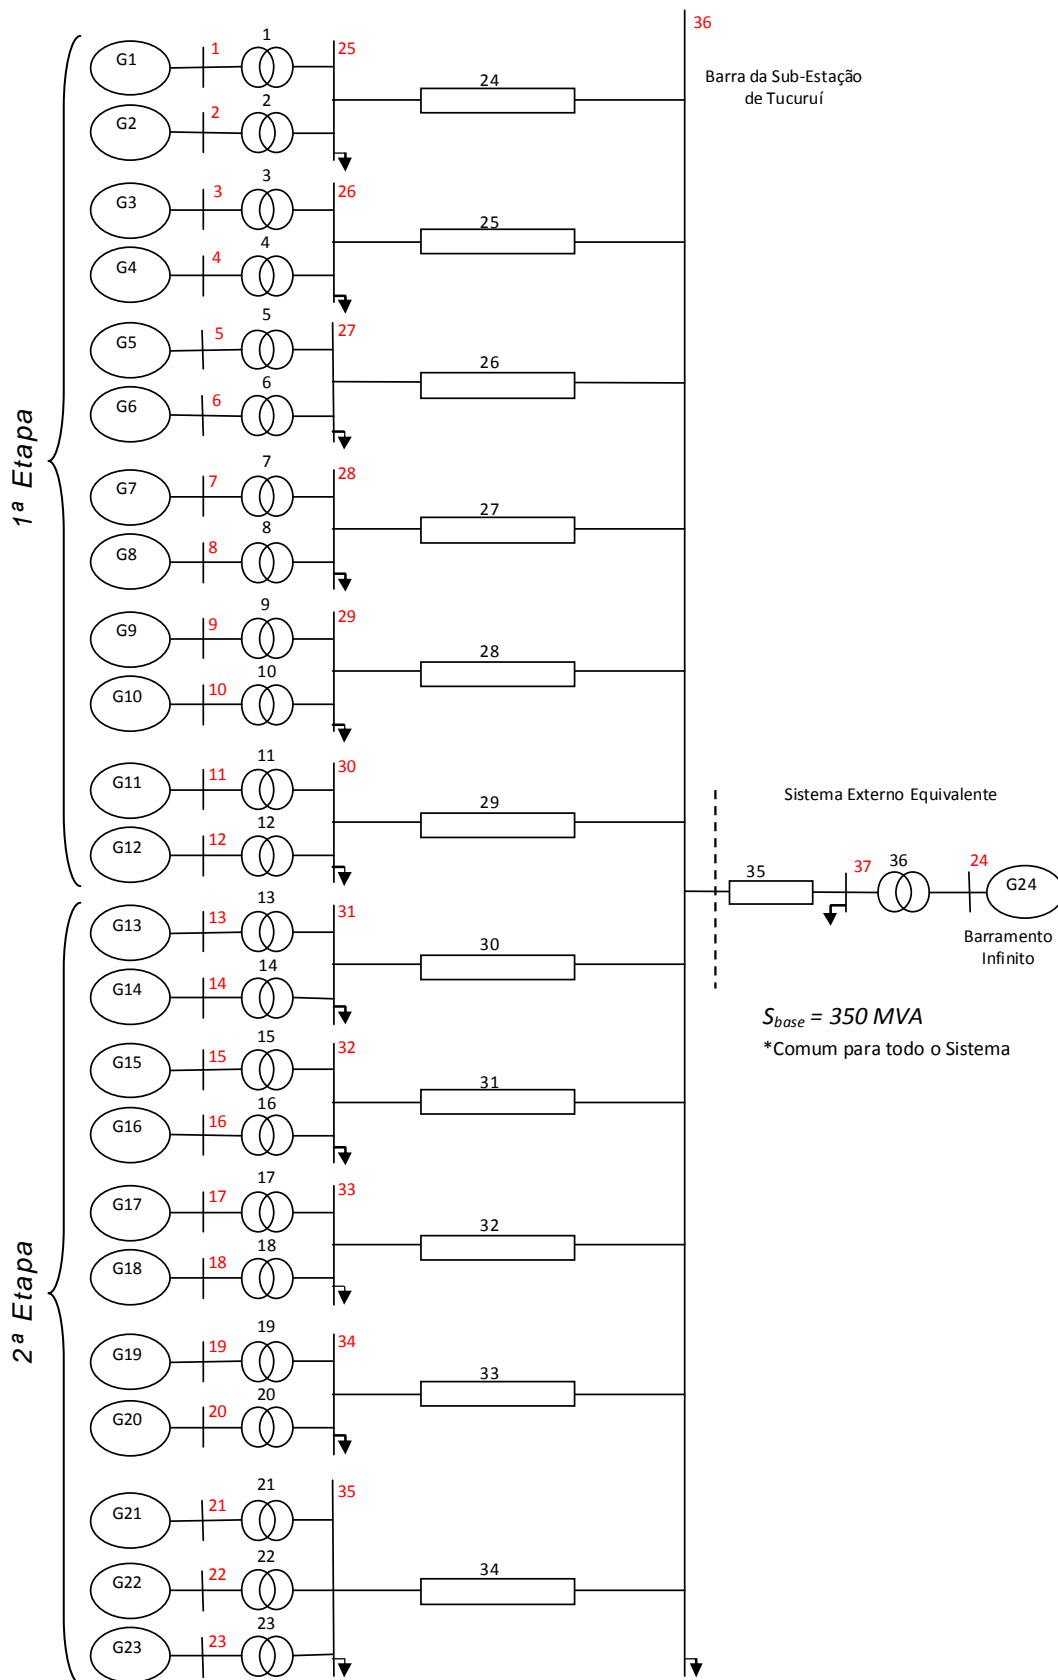 36
Barra da Sub-Estação
de Tucuruí
1ª Etapa
G1
1
1
25
24
G2
2
2
G3
3
3
26
25
G4
4
4
G5
5
5
27
26
G6
6
6
G7
7
7
28
27
G8
8
8
G9
9
9
29
28
G10
10
10
G11
11
11
30
29
G12
12
12
2ª Etapa
G13
13
13
31
30
G14
14
14
G15
15
15
32
31
G16
16
16
G17
17
17
33
32
G18
18
18
G19
19
19
34
33
G20
20
20
G21
21
21
35
G22
22
22
34
G23
23
23
Sistema Externo Equivalente
35
37
36
24
G24
Barramento
Infinito
Sbase = 350 MVA
*Comum para todo o Sistema